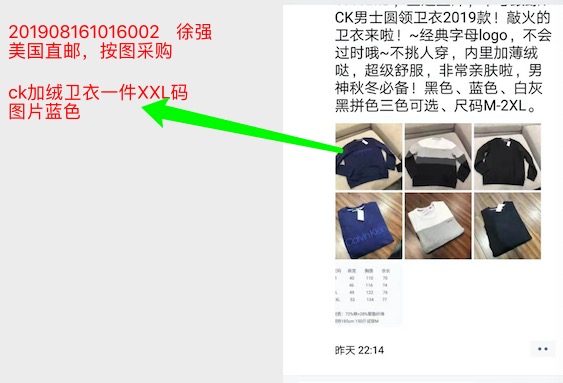 201908161016002 徐强
美国直邮，按图采购
ck加绒卫衣一件XXL码
图片蓝色
CK男士圆领卫衣2019款！敲火的
卫衣来啦！~经典字母logo，不会
过时哦~不挑人穿，内里加薄绒
哒，超级舒服，非常亲肤啦，男
神秋冬必备！黑色、蓝色、白灰
黑拼色三色可选、尺码M-2XL。
Calvin Klein
昨天 22:14